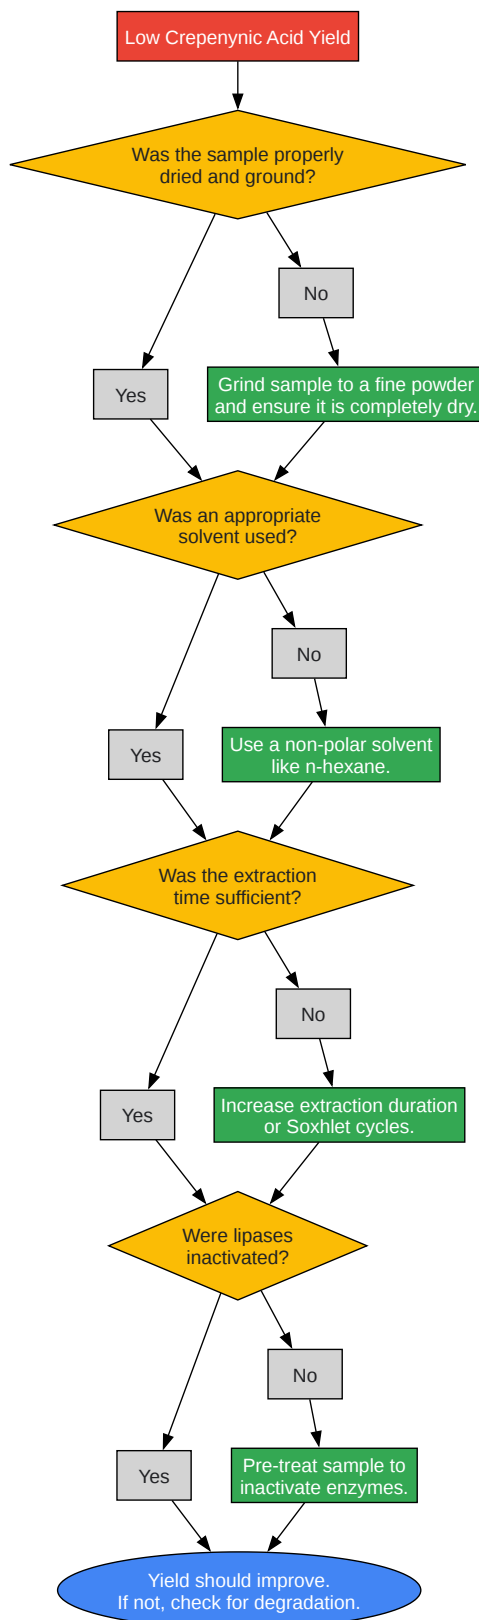 Low Crepenynic Acid Yield
Was the sample properly
dried and ground?
No
Yes
Grind sample to a fine powder
and ensure it is completely dry.
Was an appropriate
solvent used?
No
Yes
Use a non-polar solvent
like n-hexane.
Was the extraction
time sufficient?
No
Yes
Increase extraction duration
or Soxhlet cycles.
Were lipases
inactivated?
No
Yes
Pre-treat sample to
inactivate enzymes.
Yield should improve.
If not, check for degradation.